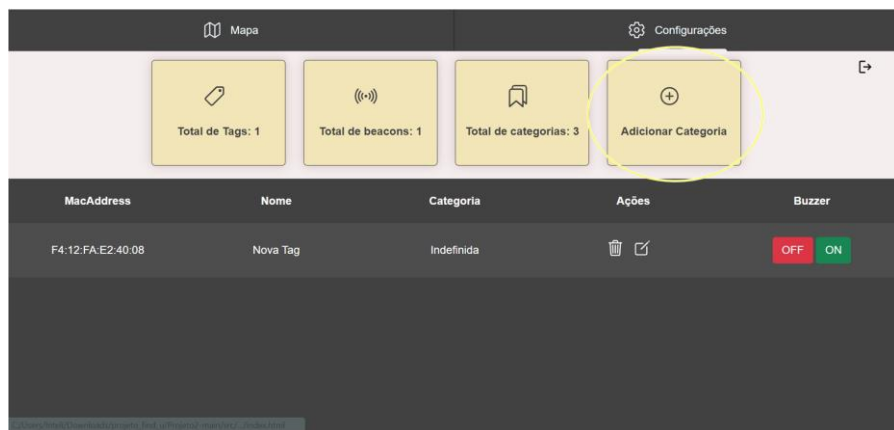 Mapa
Configurações
Total de Tags: 1
Total de beacons: 1
Total de categorias: 3
Adicionar Categoria
MacAddress Nome Categoria Ações Buzzer
F4:12:FA:E2:40:08 Nova Tag Indefinida OFF ON